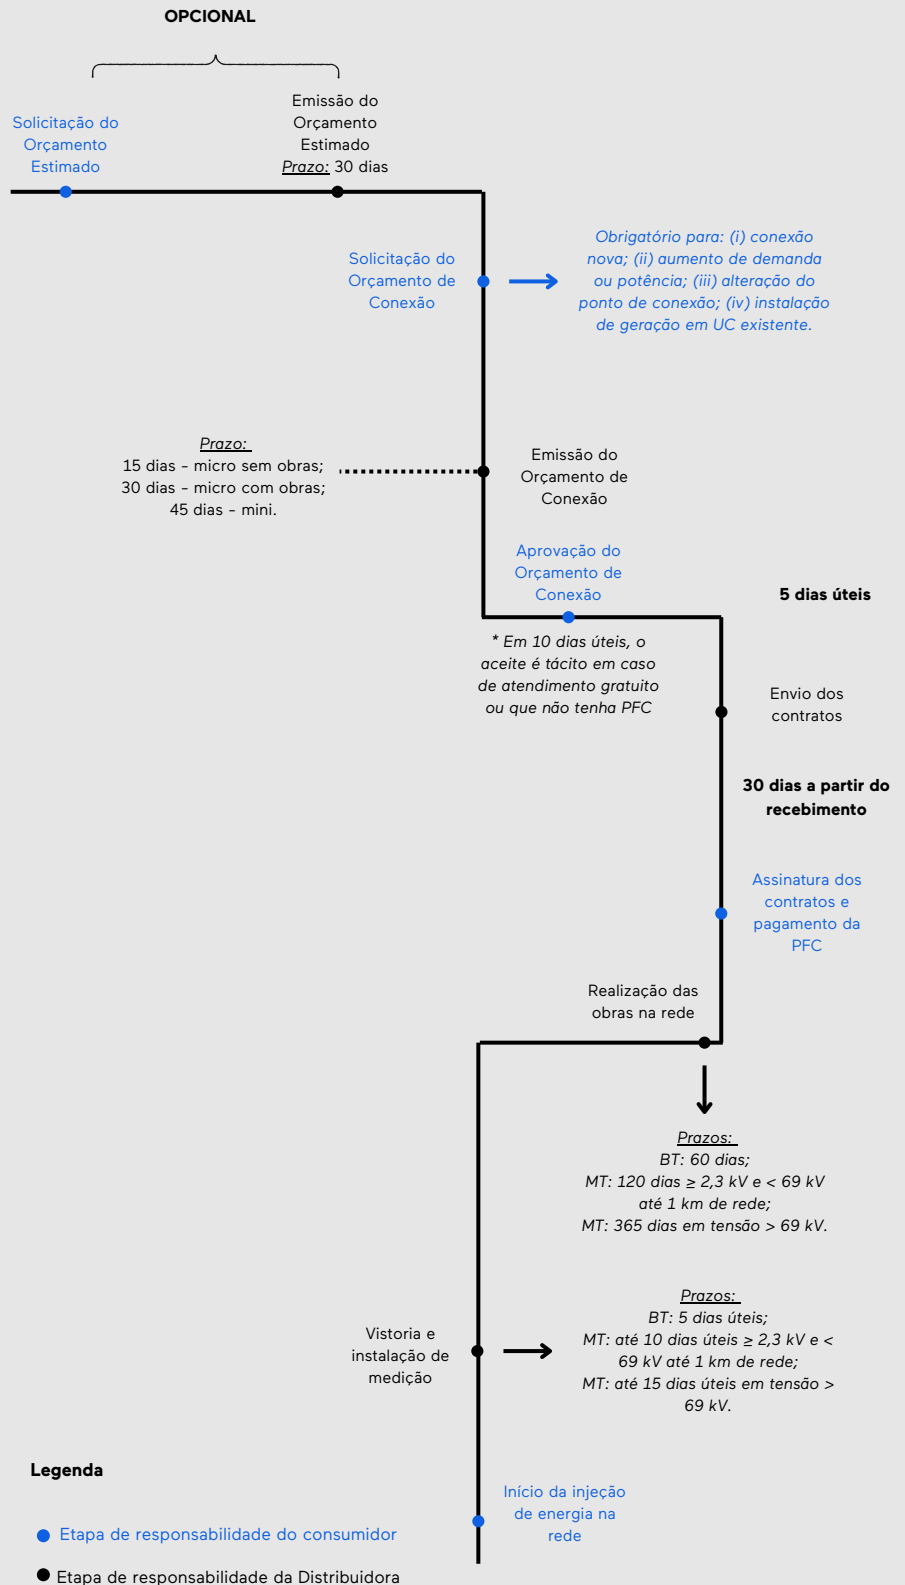 OPCIONAL
Solicitação do
Orçamento
Estimado
Emissão do
Orçamento
Estimado
Prazo: 30 dias
Solicitação do
Orçamento de
Conexão
Obrigatório para: (i) conexão
nova; (ii) aumento de demanda
ou potência; (iii) alteração do
ponto de conexão; (iv) instalação
de geração em UC existente.
Prazo:
15 dias - micro sem obras;
30 dias - micro com obras;
45 dias - mini.
Emissão do
Orçamento de
Conexão
Aprovação do
Orçamento de
Conexão
* Em 10 dias úteis, o
aceite é tácito em caso
de atendimento gratuito
ou que não tenha PFC
5 dias úteis
Envio dos
contratos
30 dias a partir do
recebimento
Assinatura dos
contratos e
pagamento da
PFC
Realização das
obras na rede
Prazos:
BT: 60 dias;
MT: 120 dias ≥ 2,3 kV e < 69 kV
até 1 km de rede;
MT: 365 dias em tensão > 69 kV.
Vistoria e
instalação de
medição
Prazos:
BT: 5 dias úteis;
MT: até 10 dias úteis ≥ 2,3 kV e <
69 kV até 1 km de rede;
MT: até 15 dias úteis em tensão >
69 kV.
Início da injeção
de energia na
rede
Legenda
Etapa de responsabilidade do consumidor
Etapa de responsabilidade da Distribuidora